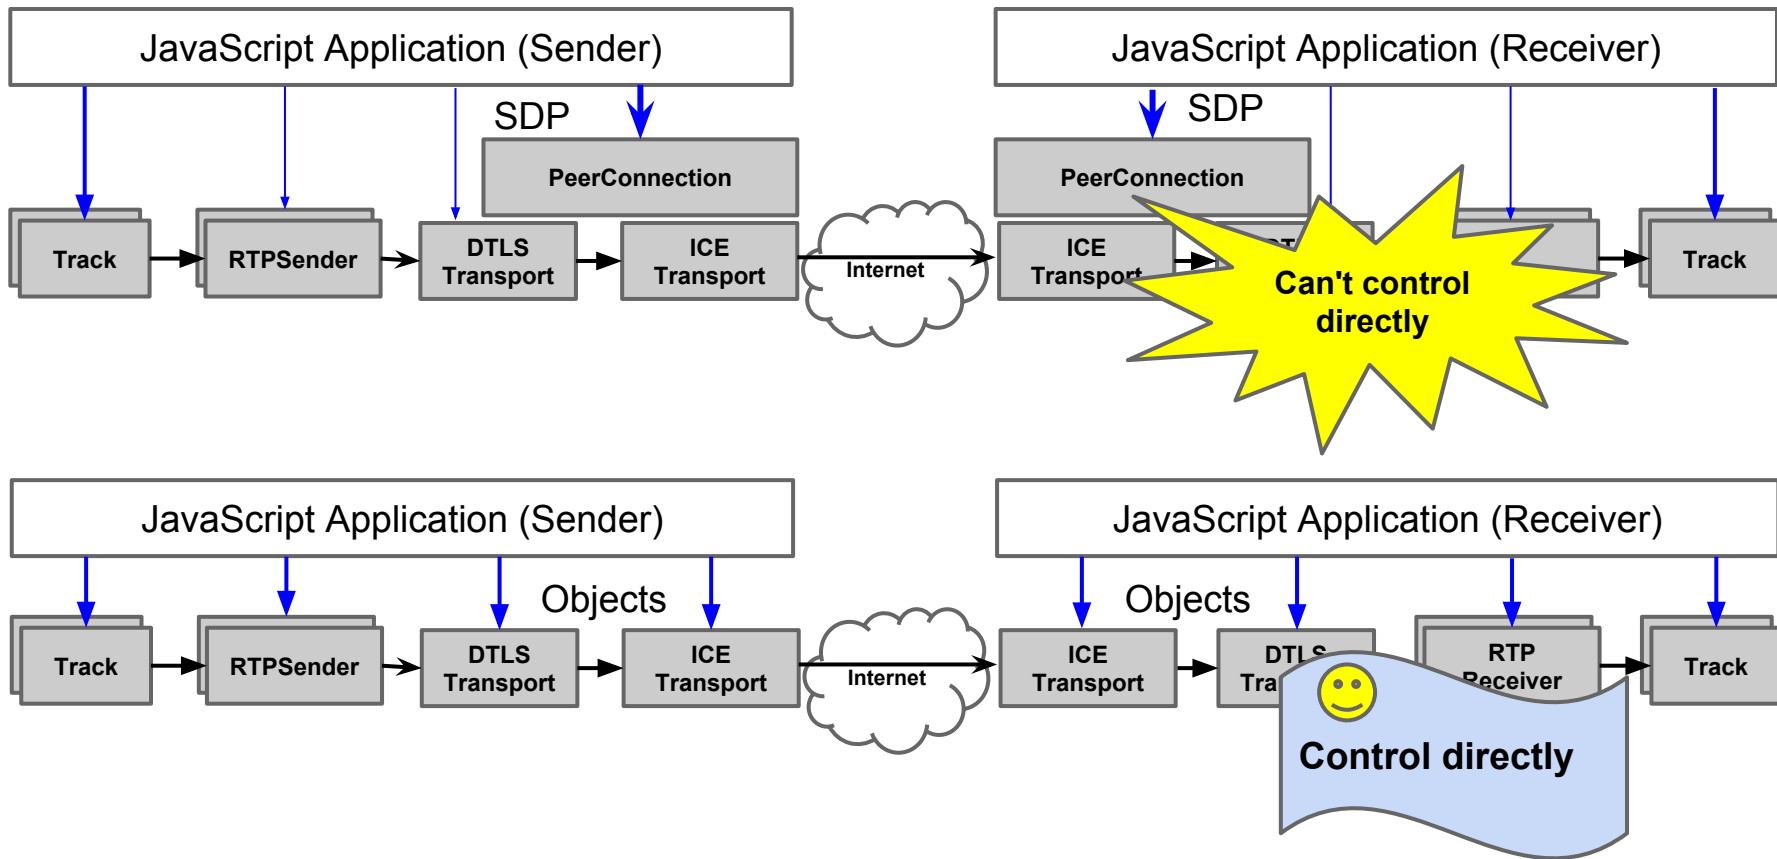 JavaScript Application (Sender)
JavaScript Application (Receiver)
SDP
SDP
PeerConnection
PeerConnection
Track
RTPSender
DTLS
Transport
ICE
Transport
Internet
ICE
Transport
Can't control
directly
Track
JavaScript Application (Sender)
JavaScript Application (Receiver)
Objects
Objects
Track
RTPSender
DTLS
Transport
ICE
Transport
Internet
ICE
Transport
DTLS
RTP
Receiver
Track
Control directly